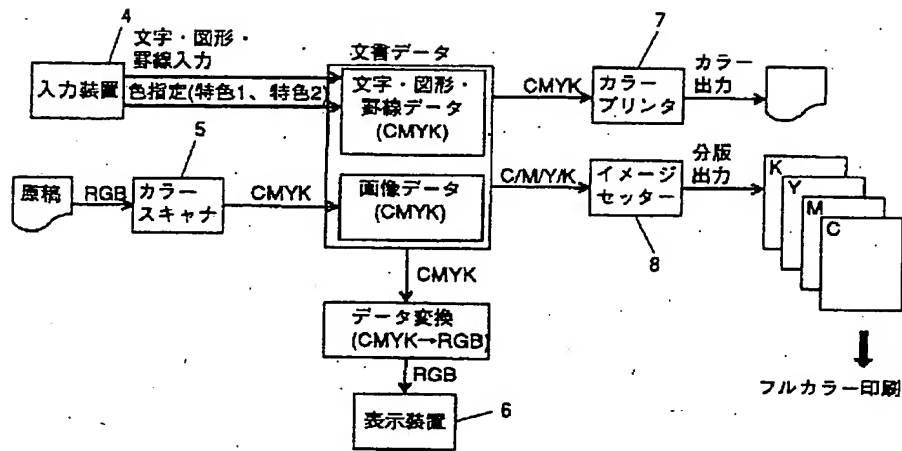 4
文字・図形・
罫線入力
入力装置
色指定(特色1、特色2)
文書データ
文字・図形・
罫線データ
(CMYK)
CMYK
7
カラー
プリンタ
カラー
出力
5
原稿
RGB
カラー
スキャナ
CMYK
画像データ
(CMYK)
C/M/Y/K
イメージ
セッター
8
分版
出力
K
Y
M
C
CMYK
データ変換
(CMYK→RGB)
RGB
表示装置
6
フルカラー印刷